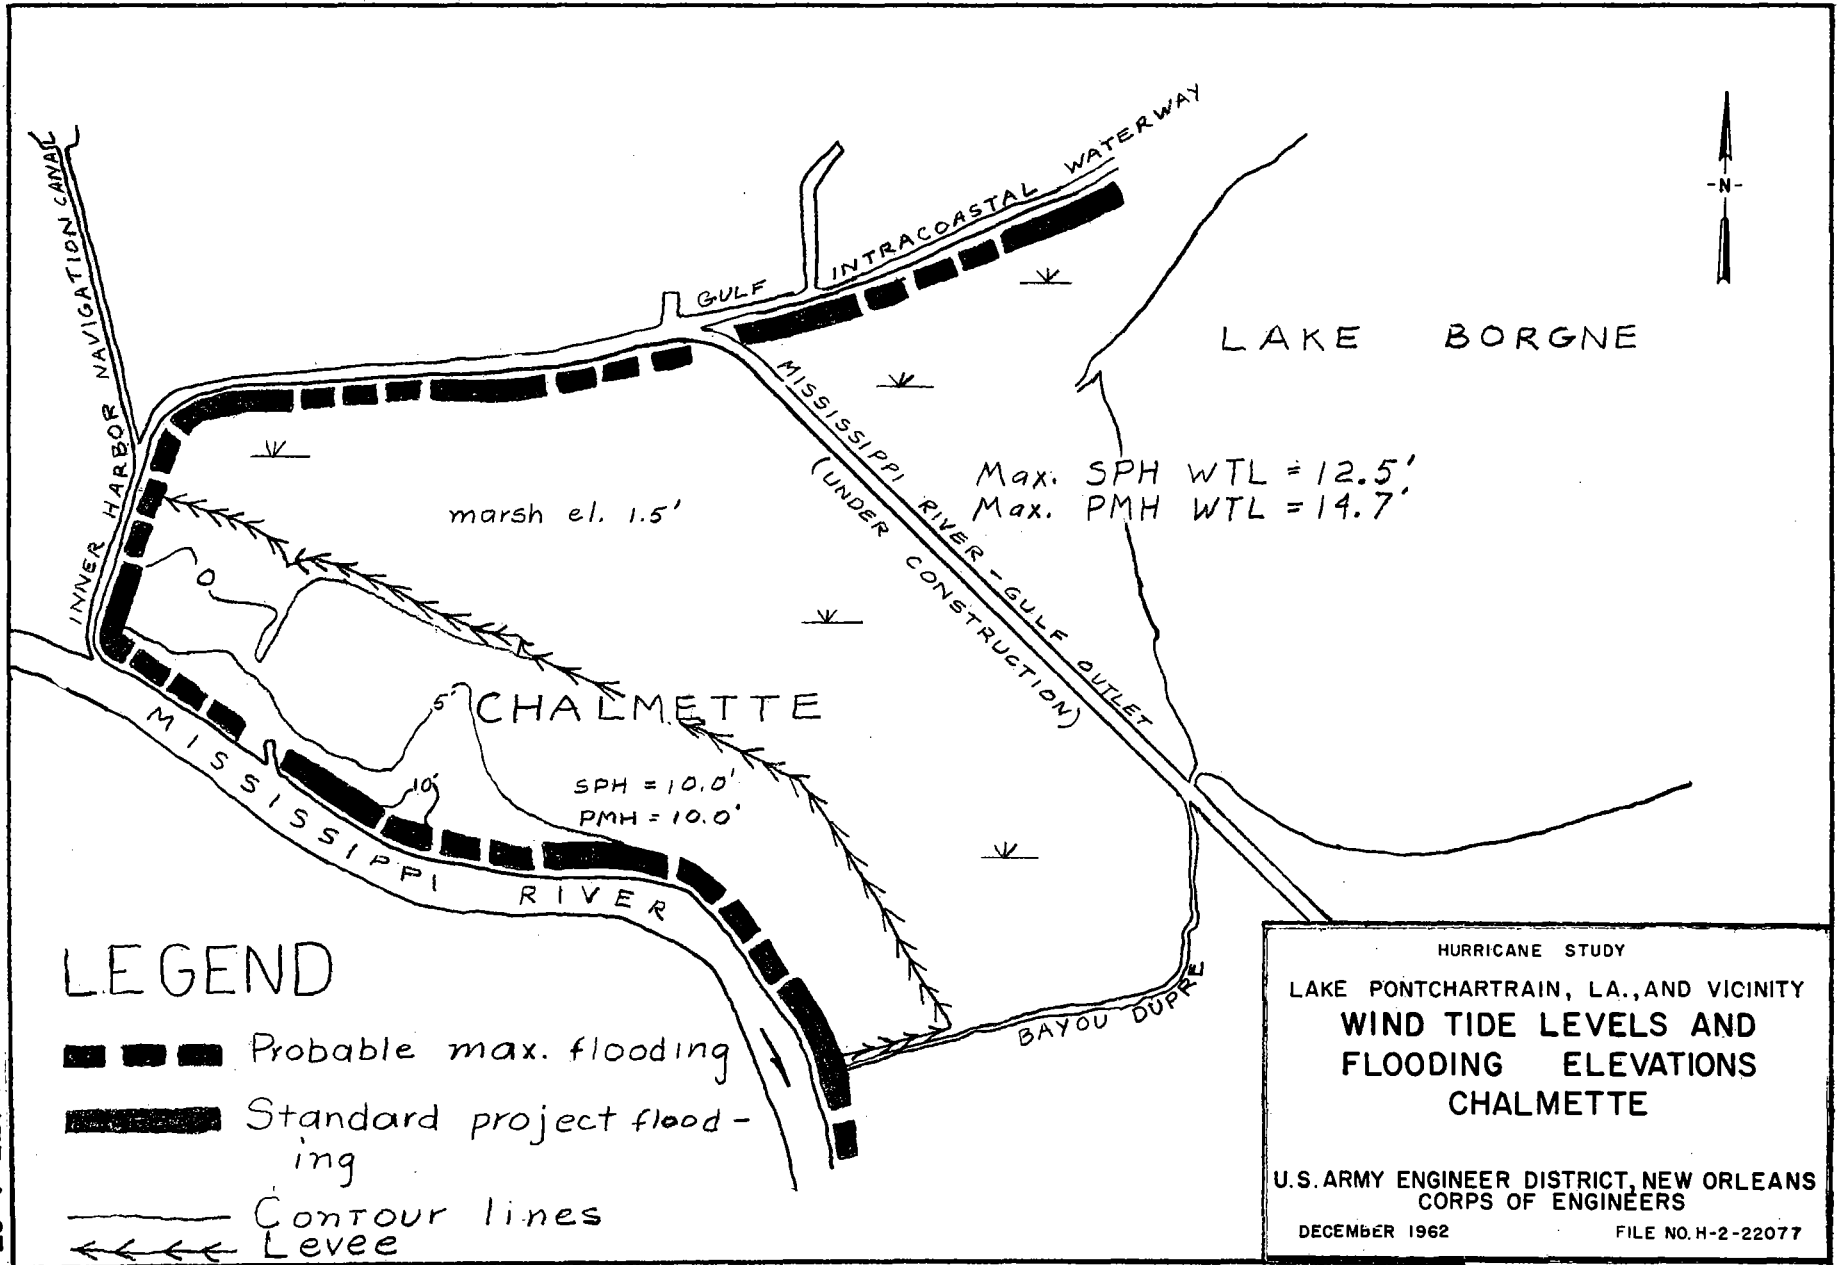 INNER HARBOR NAVIGATION CANAL
GULF INTRACOASTAL WATERWAY
-N-
LAKE BORGNE
MISSISSIPPI RIVER - GULF OUTLET
(UNDER CONSTRUCTION)
Max. SPH WTL = 12.5'
Max. PMH WTL = 14.7'
marsh el. 1.5'
0
5'
CHALMETTE
10'
SPH = 10.0'
PMH = 10.0'
MISSISSIPPI RIVER
BAYOU DUPRE
LEGEND
Probable max. flooding
Standard project flood-
ing
Contour lines
Levee
HURRICANE STUDY
LAKE PONTCHARTRAIN, LA., AND VICINITY
WIND TIDE LEVELS AND
FLOODING ELEVATIONS
CHALMETTE
U.S. ARMY ENGINEER DISTRICT, NEW ORLEANS
CORPS OF ENGINEERS
DECEMBER 1962 FILE NO. H-2-22077